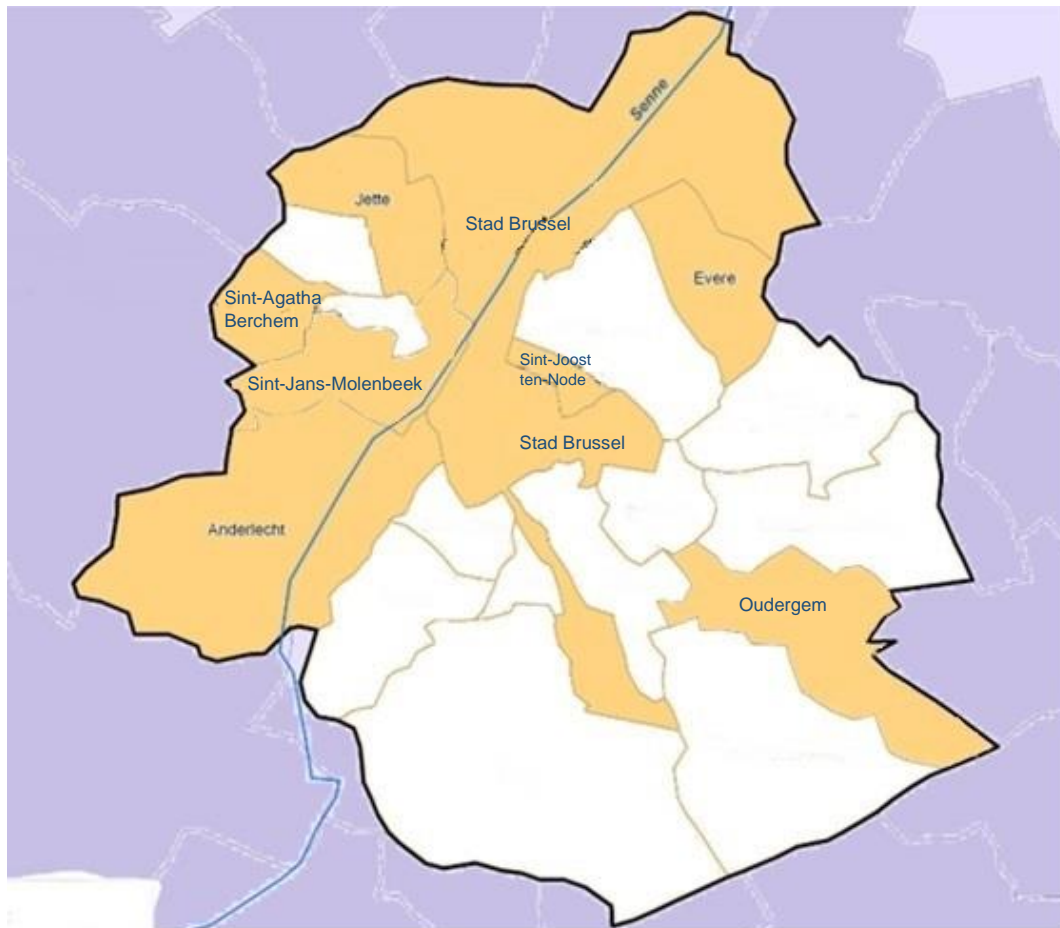 Senne
Jette
Stad Brussel
Evere
Sint-Agatha
Berchem
Sint-Joost
ten-Node
Sint-Jans-Molenbeek
Stad Brussel
Anderlecht
Oudergem